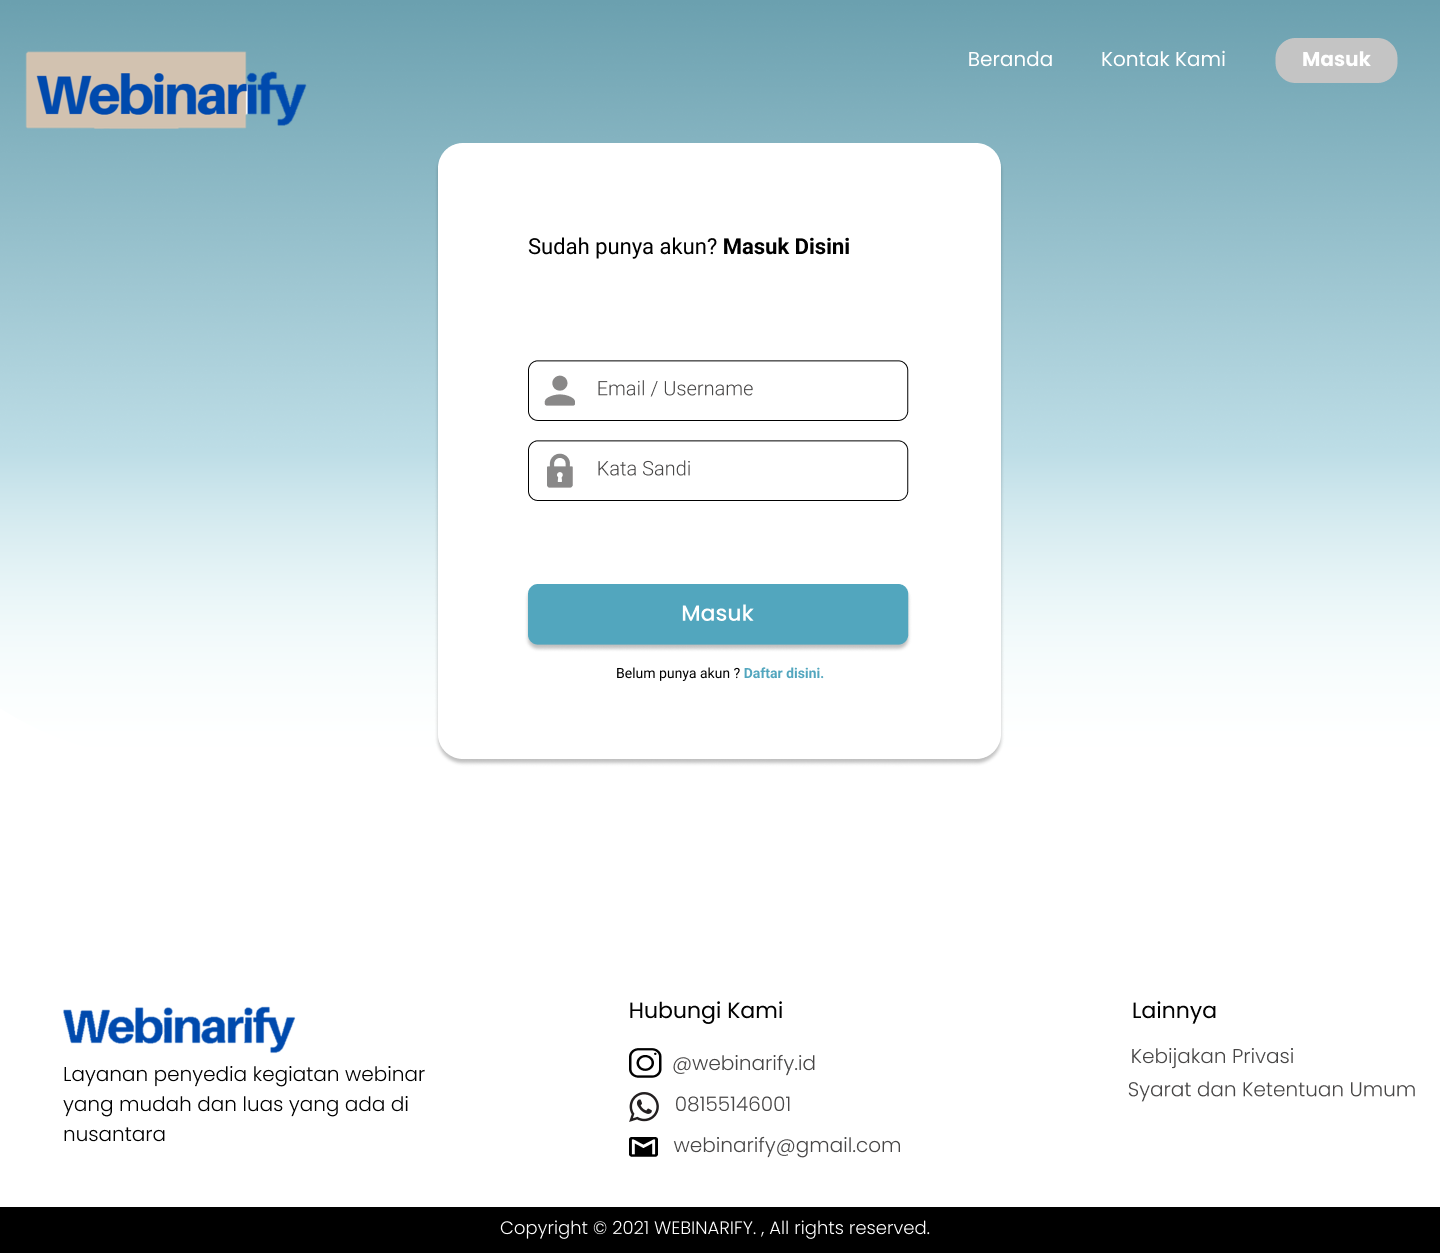 Webinarify
Beranda
Kontak Kami
Masuk
Sudah punya akun? Masuk Disini
Email / Username
Kata Sandi
Masuk
Belum punya akun ? Daftar disini.
Webinarify
Layanan penyedia kegiatan webinar
yang mudah dan luas yang ada di
nusantara
Hubungi Kami
@webinarify.id
08155146001
webinarify@gmail.com
Lainnya
Kebijakan Privasi
Syarat dan Ketentuan Umum
Copyright © 2021 WEBINARIFY. , All rights reserved.